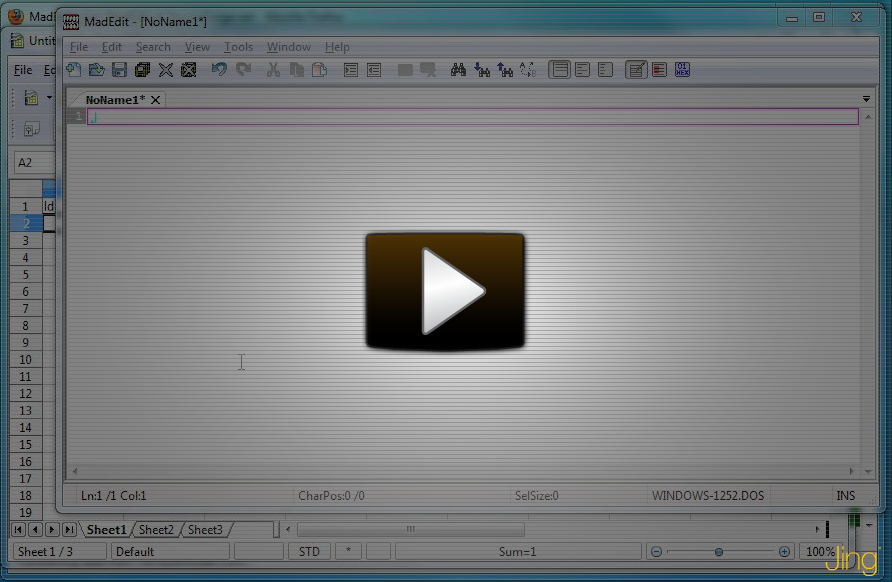 Mad
MadEdit - [NoName1*]
Untit
File Edit Search View Tools Window Help
File Ed
NoName1*
1
A2
1 Id
2
3
4
5
6
7
8
9
10
11
12
13
14
15
16
17
18
19
Ln:1 /1 Col:1 CharPos:0 /0 SelSize:0 WINDOWS-1252.DOS INS
Sheet1 Sheet2 Sheet3
Sheet 1 / 3 Default STD * Sum=1 100%
Jing